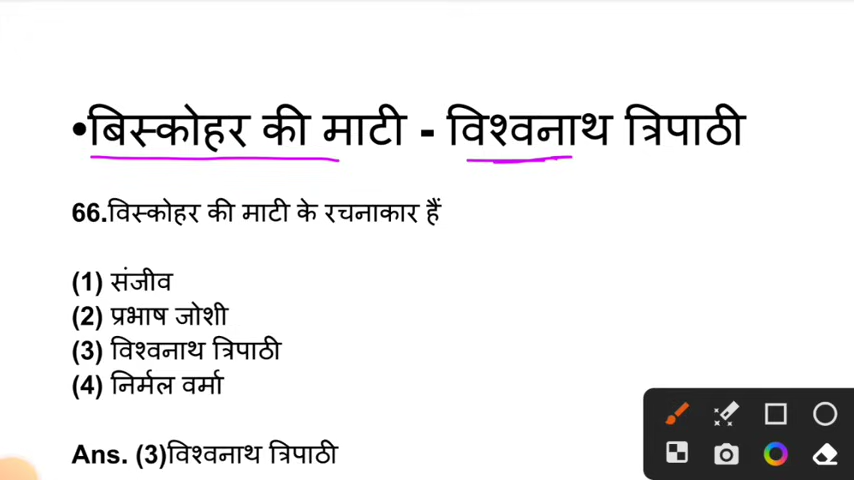 •बिस्कोहर की माटी - विश्वनाथ त्रिपाठी
66.विस्कोहर की माटी के रचनाकार हैं
(1) संजीव
(2) प्रभाष जोशी
(3) विश्वनाथ त्रिपाठी
(4) निर्मल वर्मा
Ans. (3)विश्वनाथ त्रिपाठी